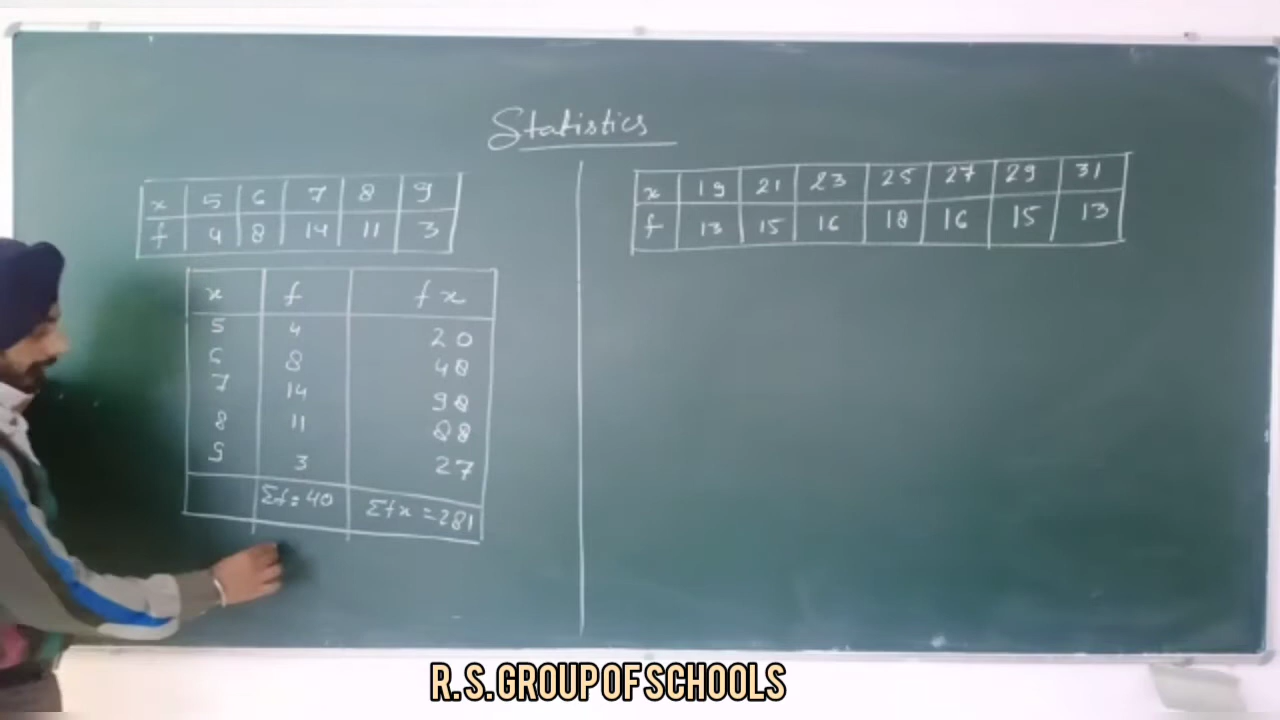 Statistics
x 5 6 7 8 9
f 4 8 14 11 3
x f fx
5 4 20
6 8 48
7 14 98
8 11 88
9 3 27
Σf = 40 Σfx = 281
x 19 21 23 25 27 29 31
f 13 15 16 18 16 15 13
R.S. GROUP OF SCHOOLS